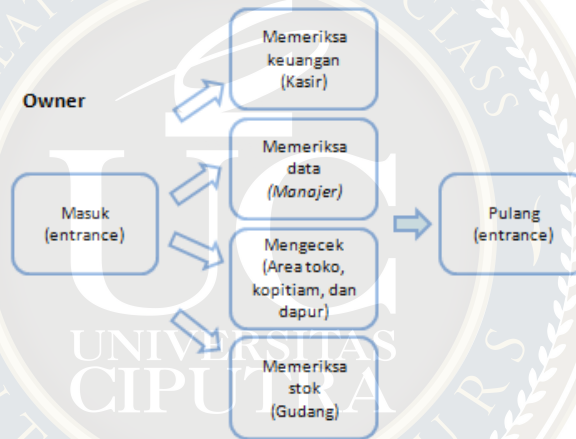 Owner
Memeriksa
keuangan
(Kasir)
Memeriksa
data
(Manajer)
Masuk
(entrance)
Mengecek
(Area toko,
kopitiam, dan
dapur)
Memeriksa
stok
(Gudang)
Pulang
(entrance)
UC
UNIVERSITAS
CIPUTRA